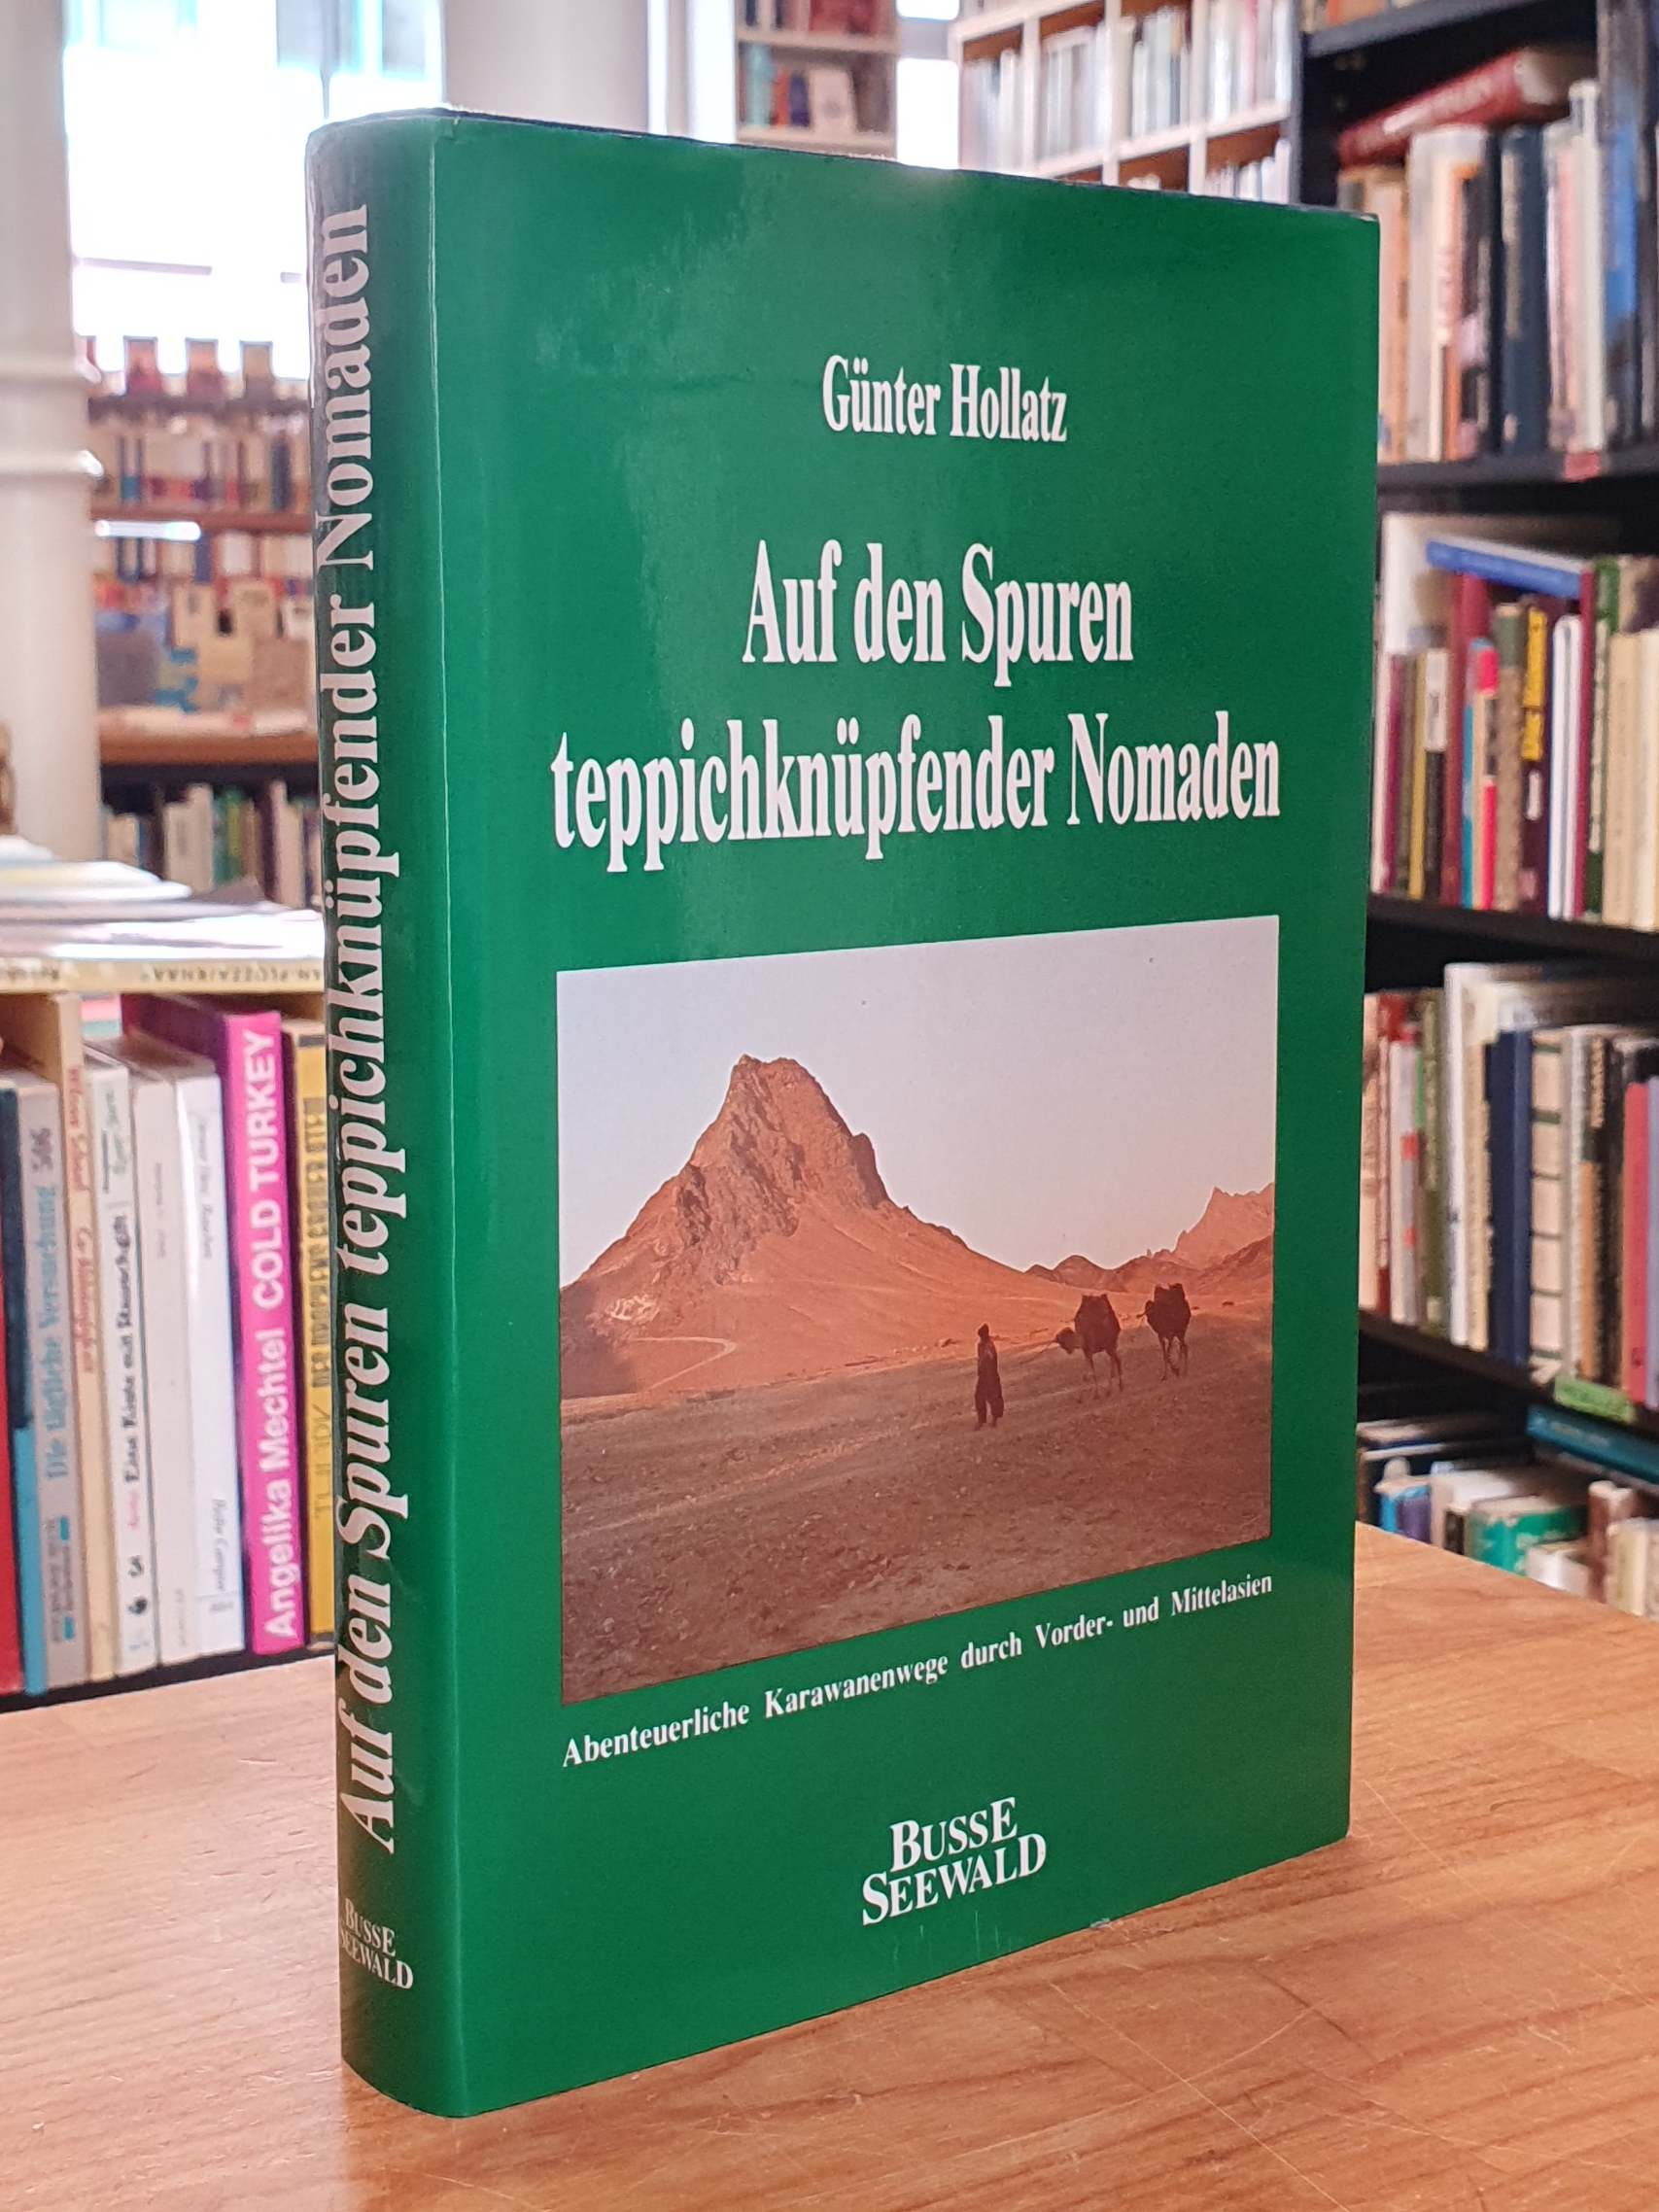 Günter Hollatz
Auf den Spuren
teppichknüpfender Nomaden
Abenteuerliche Karawanenwege durch Vorder- und Mittelasien
BUSSE
SEEWALD
Auf den Spuren teppichknüpfender Nomaden
BUSSE
SEEWALD
Angelika Mechtel COLD TURKEY
Die tägliche Versuchung